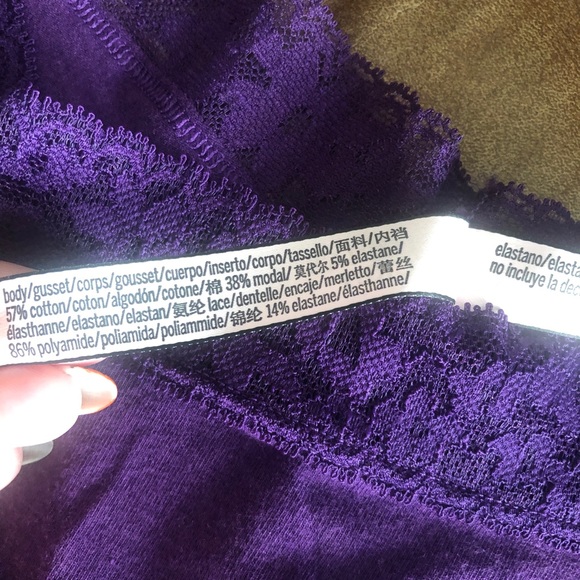 body/gusset/corps/gousset/cuerpo/inserto/corpo/tassello/面料/内裆
57% cotton/coton/algodón/cotone/棉 38% modal/莫代尔 5% elastane/
élasthanne/elastano/elastan/氨纶 lace/dentelle/encaje/merletto/蕾丝
86% polyamide/poliamida/poliammide/锦纶 14% elastane/élasthanne/
elastano/elasta
no incluye la deco